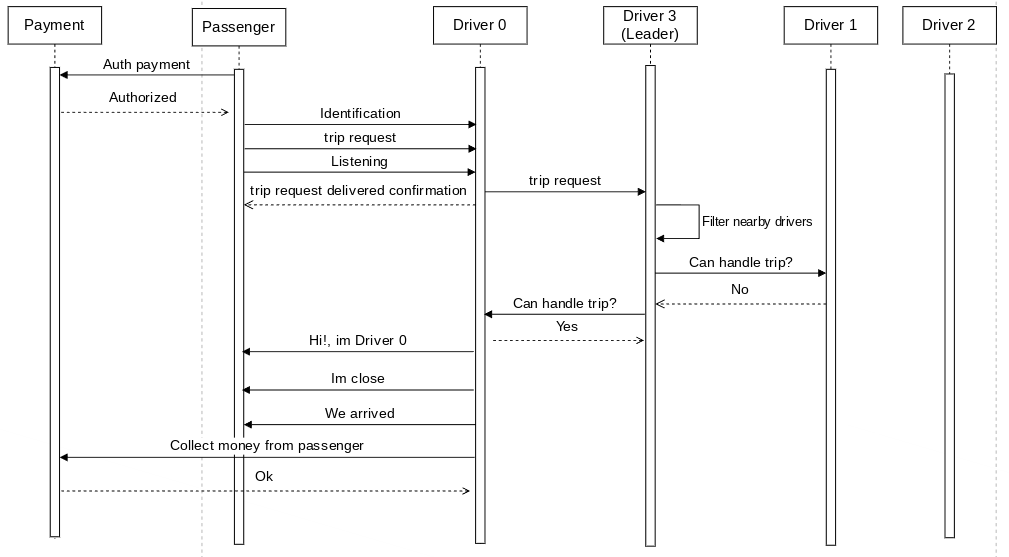 Payment
Passenger
Driver 0
Driver 3
(Leader)
Driver 1
Driver 2
Auth payment
Authorized
Identification
trip request
Listening
trip request
trip request delivered confirmation
Filter nearby drivers
Can handle trip?
No
Can handle trip?
Yes
Hi!, im Driver 0
Im close
We arrived
Collect money from passenger
Ok